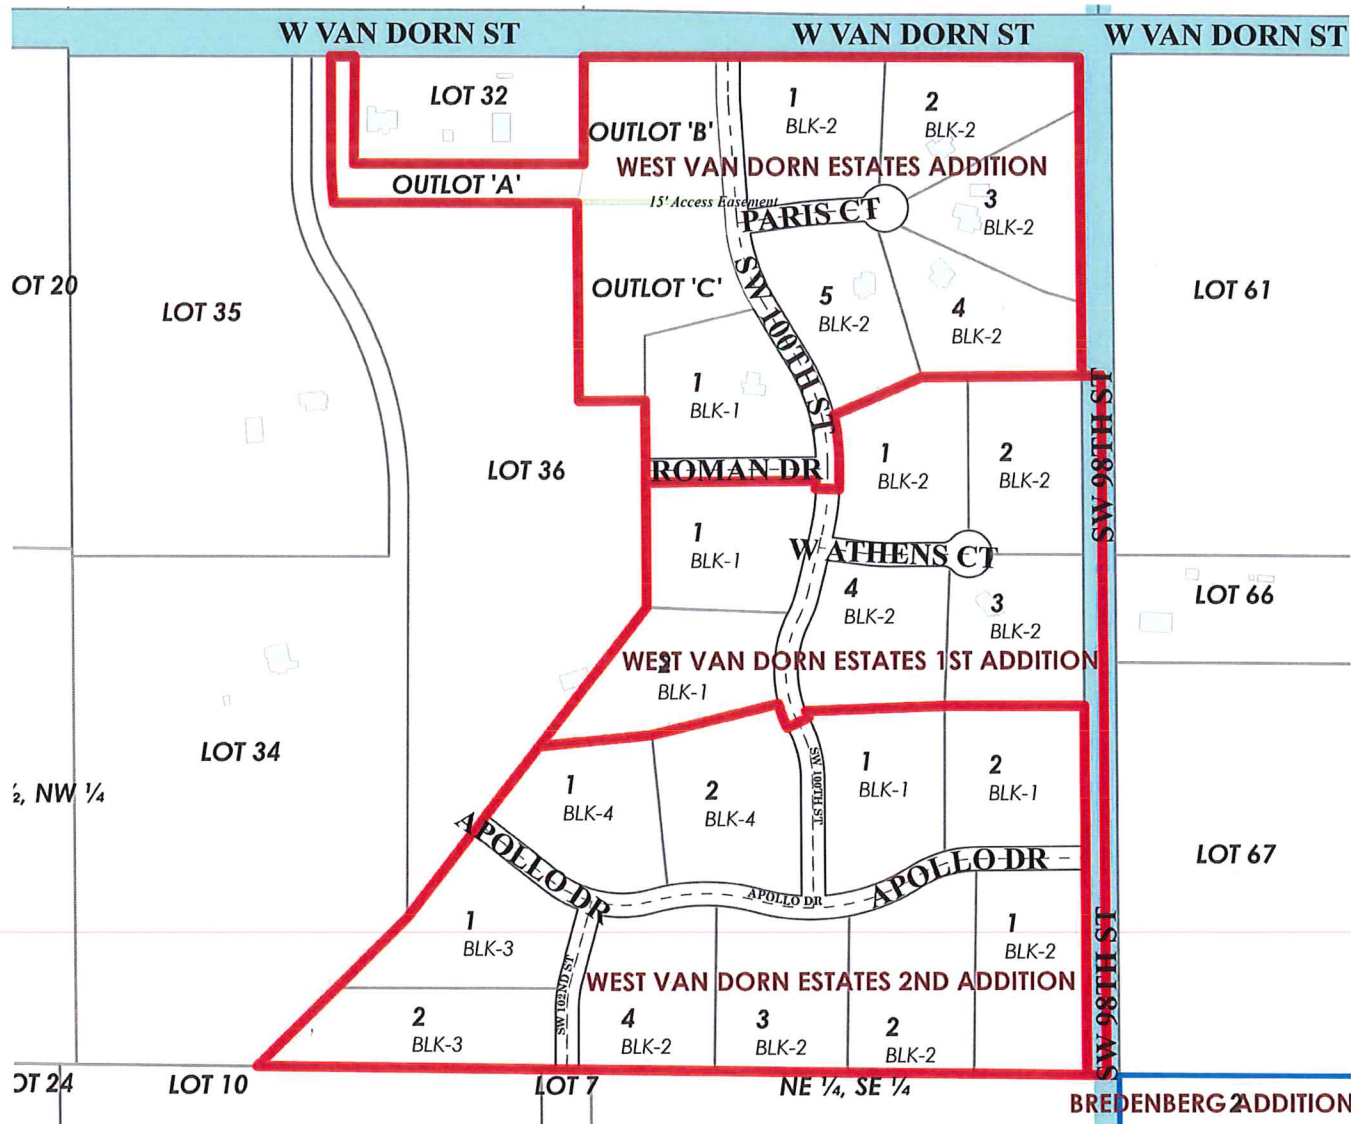 W VAN DORN ST
W VAN DORN ST
W VAN DORN ST
LOT 32
1
BLK-2
2
BLK-2
OUTLOT 'B'
WEST VAN DORN ESTATES ADDITION
OUTLOT 'A'
15' Access Easement
PARIS CT
3
BLK-2
OT 20
LOT 35
OUTLOT 'C'
SW 100TH ST
5
BLK-2
4
BLK-2
LOT 61
1
BLK-1
SW 98TH ST
LOT 36
ROMAN DR
1
BLK-2
2
BLK-2
1
BLK-1
W ATHENS CT
4
BLK-2
3
BLK-2
LOT 66
WEST VAN DORN ESTATES 1ST ADDITION
2
BLK-1
LOT 34
½, NW ¼
1
BLK-4
2
BLK-4
SW 100TH ST
1
BLK-1
2
BLK-1
LOT 67
APOLLO DR
APOLLO DR
APOLLO DR
1
BLK-3
1
BLK-2
SW 98TH ST
SW 102ND ST
WEST VAN DORN ESTATES 2ND ADDITION
2
BLK-3
4
BLK-2
3
BLK-2
2
BLK-2
OT 24
LOT 10
LOT 7
NE ¼, SE ¼
BREDENBERG 2 ADDITION